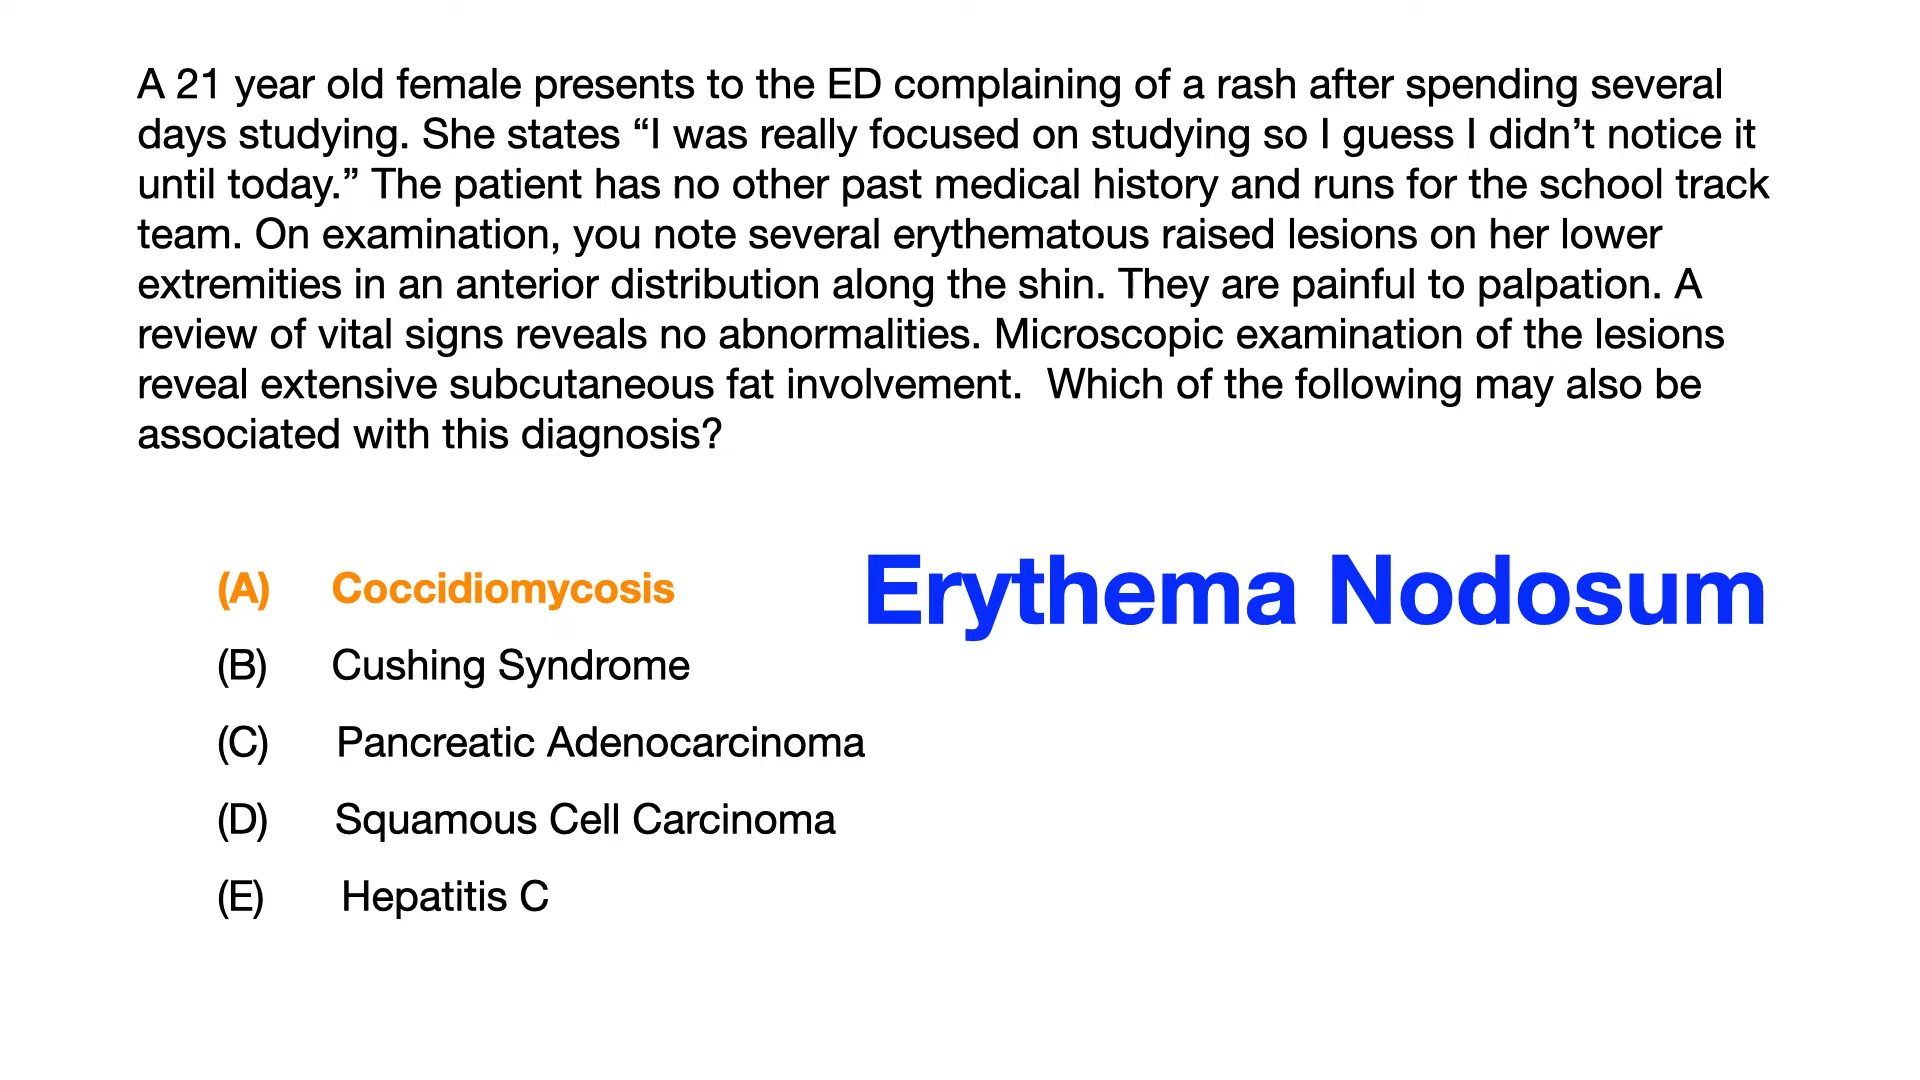 A 21 year old female presents to the ED complaining of a rash after spending several
days studying. She states “I was really focused on studying so I guess I didn’t notice it
until today.” The patient has no other past medical history and runs for the school track
team. On examination, you note several erythematous raised lesions on her lower
extremities in an anterior distribution along the shin. They are painful to palpation. A
review of vital signs reveals no abnormalities. Microscopic examination of the lesions
reveal extensive subcutaneous fat involvement.  Which of the following may also be
associated with this diagnosis?
(A) Coccidiomycosis
Erythema Nodosum
(B) Cushing Syndrome
(C) Pancreatic Adenocarcinoma
(D) Squamous Cell Carcinoma
(E) Hepatitis C